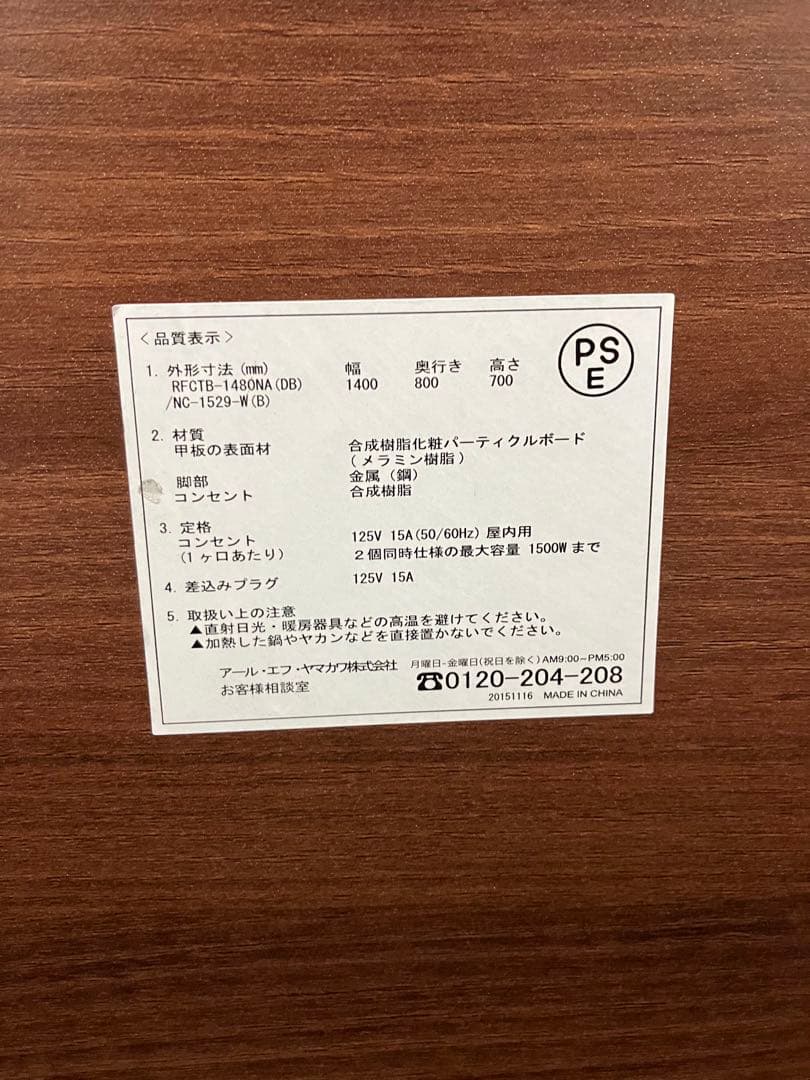 <品質表示>
PS
E
1. 外形寸法(mm) 幅 奥行き 高さ
RFCTB-1480NA(DB) 1400 800 700
/NC-1529-W(B)
2. 材質
甲板の表面材 合成樹脂化粧パーティクルボード
(メラミン樹脂)
脚部 金属(鋼)
コンセント 合成樹脂
3. 定格
コンセント 125V 15A(50/60Hz)屋内用
(1ヶ口あたり) 2個同時仕様の最大容量 1500Wまで
4. 差込みプラグ 125V 15A
5. 取扱い上の注意
▲直射日光・暖房器具などの高温を避けてください。
▲加熱した鍋やヤカンなどを直接置かないでください。
アール・エフ・ヤマカワ株式会社 月曜日-金曜日(祝日を除く)AM9:00~PM5:00
お客様相談室 ☎0120-204-208
20151116 MADE IN CHINA